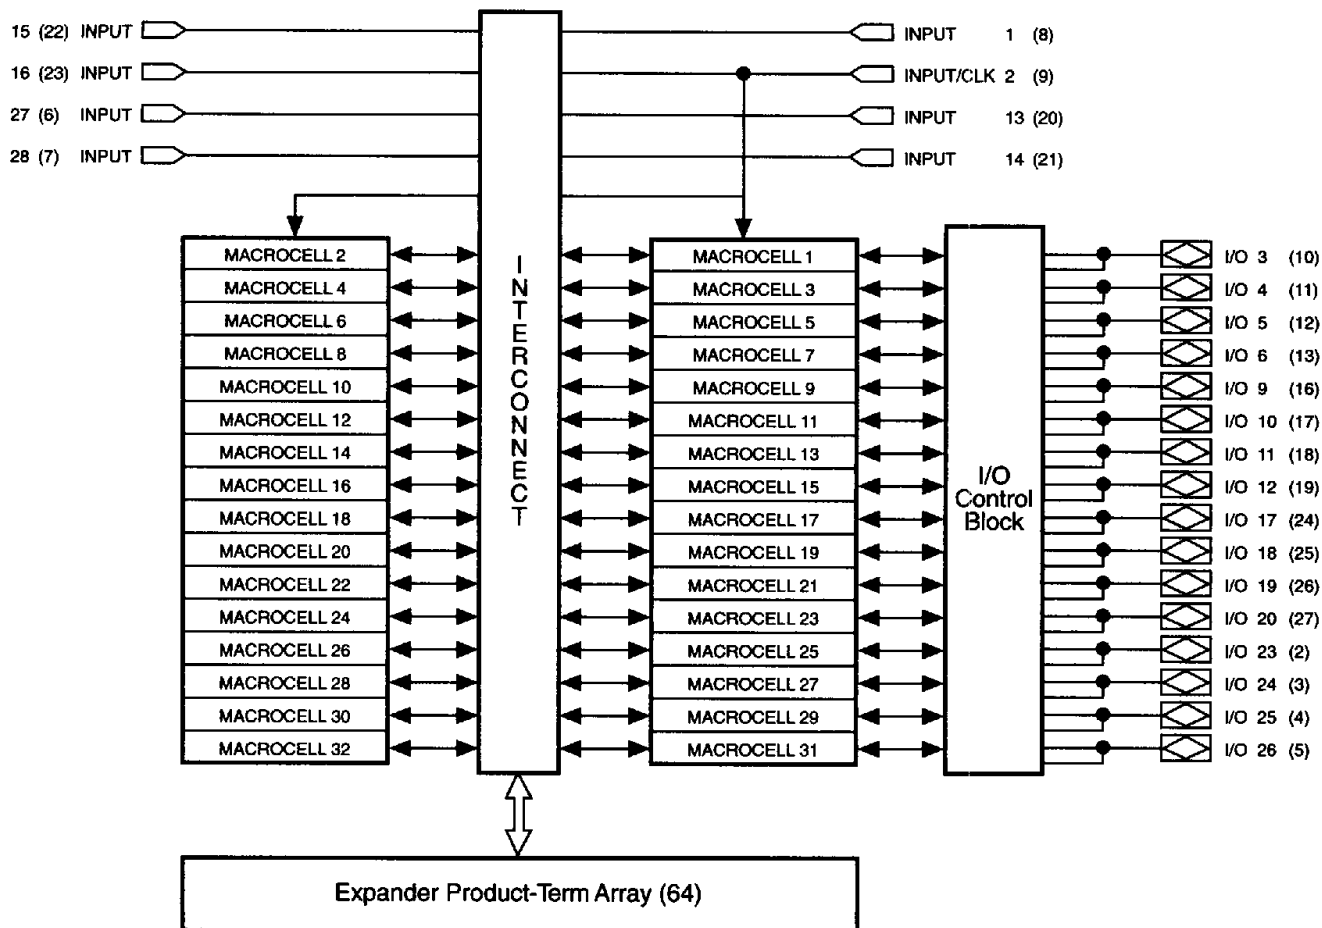 15 (22) INPUT
INPUT 1 (8)
16 (23) INPUT
INPUT/CLK 2 (9)
27 (6) INPUT
INPUT 13 (20)
28 (7) INPUT
INPUT 14 (21)
INTERCONNECT
MACROCELL 2
MACROCELL 4
MACROCELL 6
MACROCELL 8
MACROCELL 10
MACROCELL 12
MACROCELL 14
MACROCELL 16
MACROCELL 18
MACROCELL 20
MACROCELL 22
MACROCELL 24
MACROCELL 26
MACROCELL 28
MACROCELL 30
MACROCELL 32
MACROCELL 1
MACROCELL 3
MACROCELL 5
MACROCELL 7
MACROCELL 9
MACROCELL 11
MACROCELL 13
MACROCELL 15
MACROCELL 17
MACROCELL 19
MACROCELL 21
MACROCELL 23
MACROCELL 25
MACROCELL 27
MACROCELL 29
MACROCELL 31
I/O
Control
Block
I/O 3 (10)
I/O 4 (11)
I/O 5 (12)
I/O 6 (13)
I/O 9 (16)
I/O 10 (17)
I/O 11 (18)
I/O 12 (19)
I/O 17 (24)
I/O 18 (25)
I/O 19 (26)
I/O 20 (27)
I/O 23 (2)
I/O 24 (3)
I/O 25 (4)
I/O 26 (5)
Expander Product-Term Array (64)